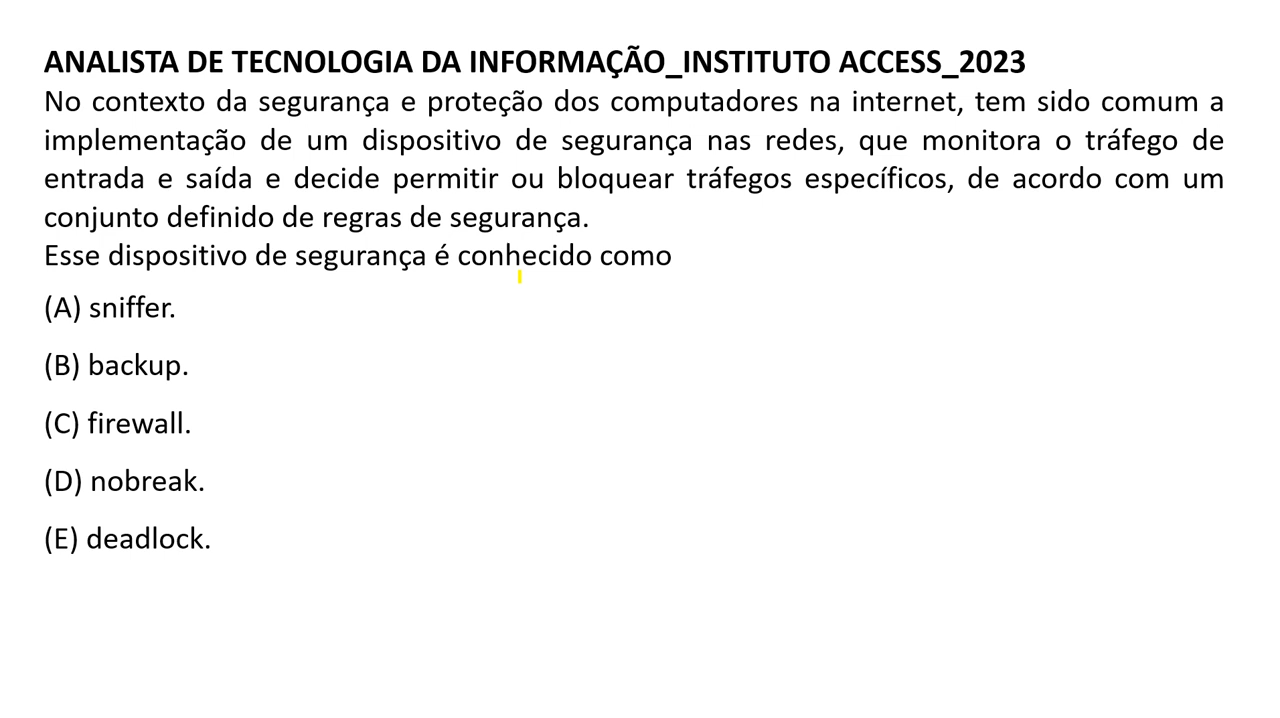 ANALISTA DE TECNOLOGIA DA INFORMAÇÃO_INSTITUTO ACCESS_2023
No contexto da segurança e proteção dos computadores na internet, tem sido comum a
implementação de um dispositivo de segurança nas redes, que monitora o tráfego de
entrada e saída e decide permitir ou bloquear tráfegos específicos, de acordo com um
conjunto definido de regras de segurança.
Esse dispositivo de segurança é conhecido como
(A) sniffer.
(B) backup.
(C) firewall.
(D) nobreak.
(E) deadlock.